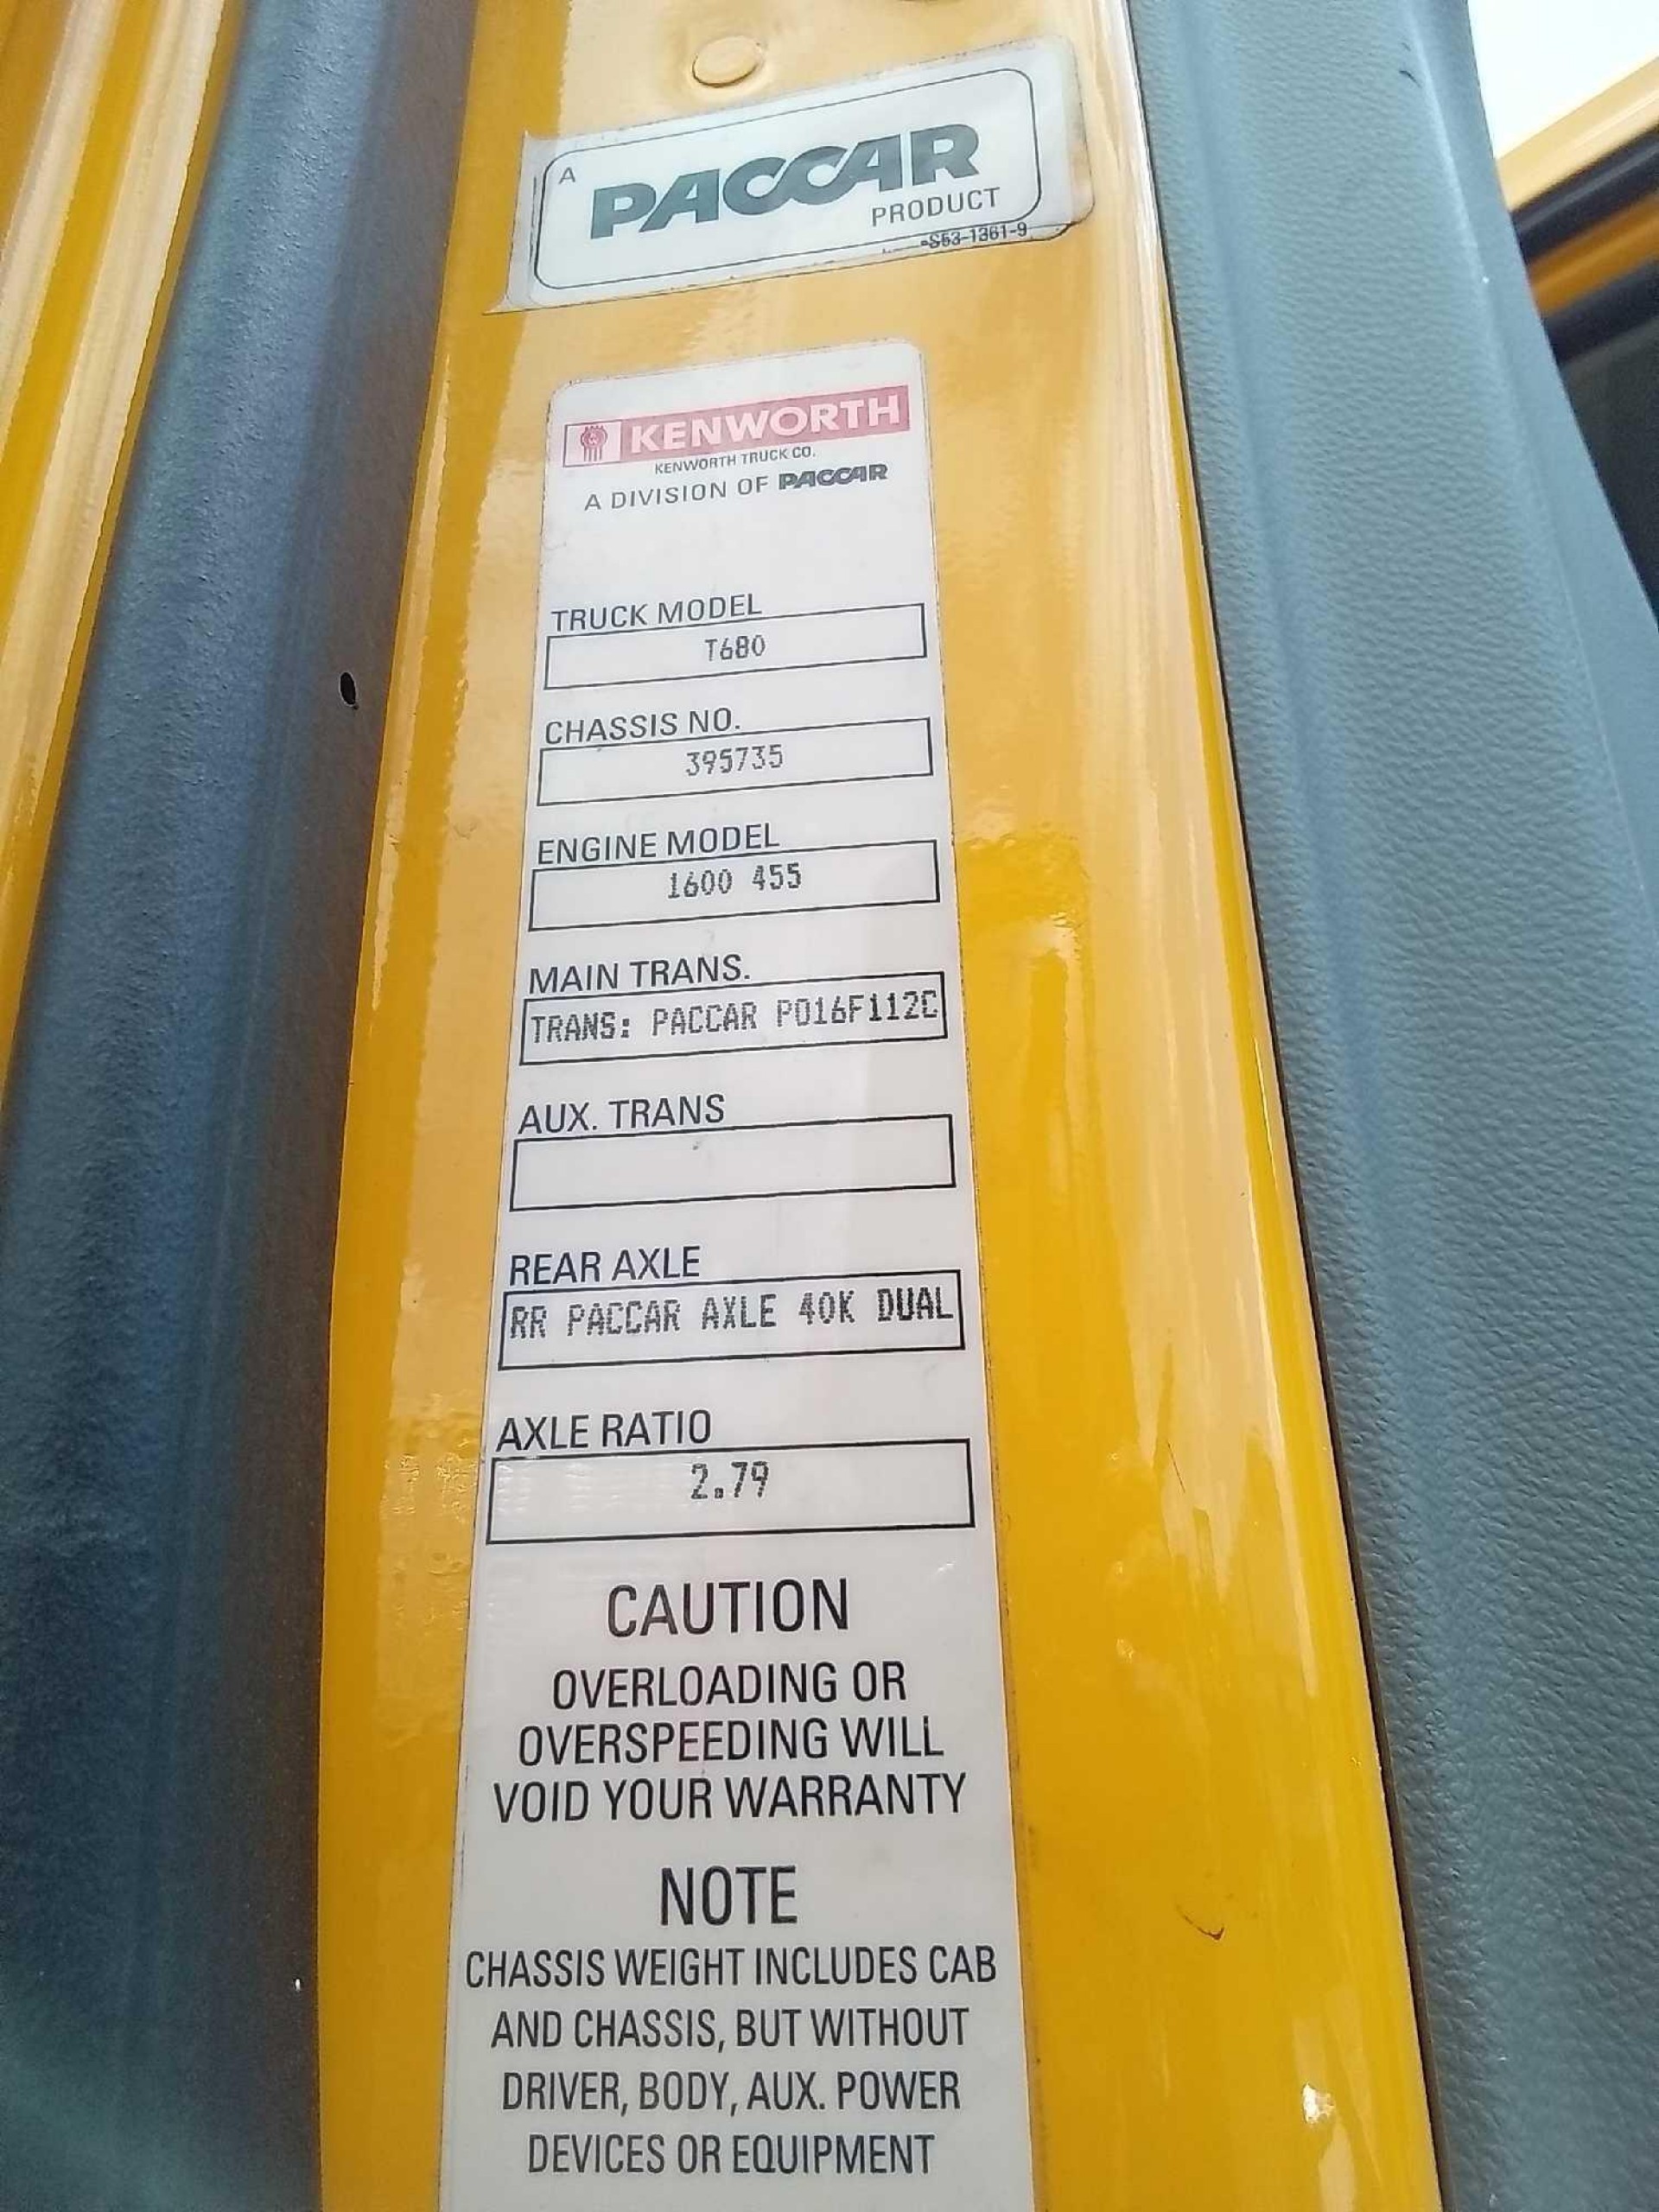 A
PACCAR
PRODUCT
S53-1361-9
KENWORTH
KENWORTH TRUCK CO.
A DIVISION OF PACCAR
TRUCK MODEL
T680
CHASSIS NO.
395735
ENGINE MODEL
1600 455
MAIN TRANS.
TRANS: PACCAR PO16F112C
AUX. TRANS
REAR AXLE
RR PACCAR AXLE 40K DUAL
AXLE RATIO
2.79
CAUTION
OVERLOADING OR
OVERSPEEDING WILL
VOID YOUR WARRANTY
NOTE
CHASSIS WEIGHT INCLUDES CAB
AND CHASSIS, BUT WITHOUT
DRIVER, BODY, AUX. POWER
DEVICES OR EQUIPMENT